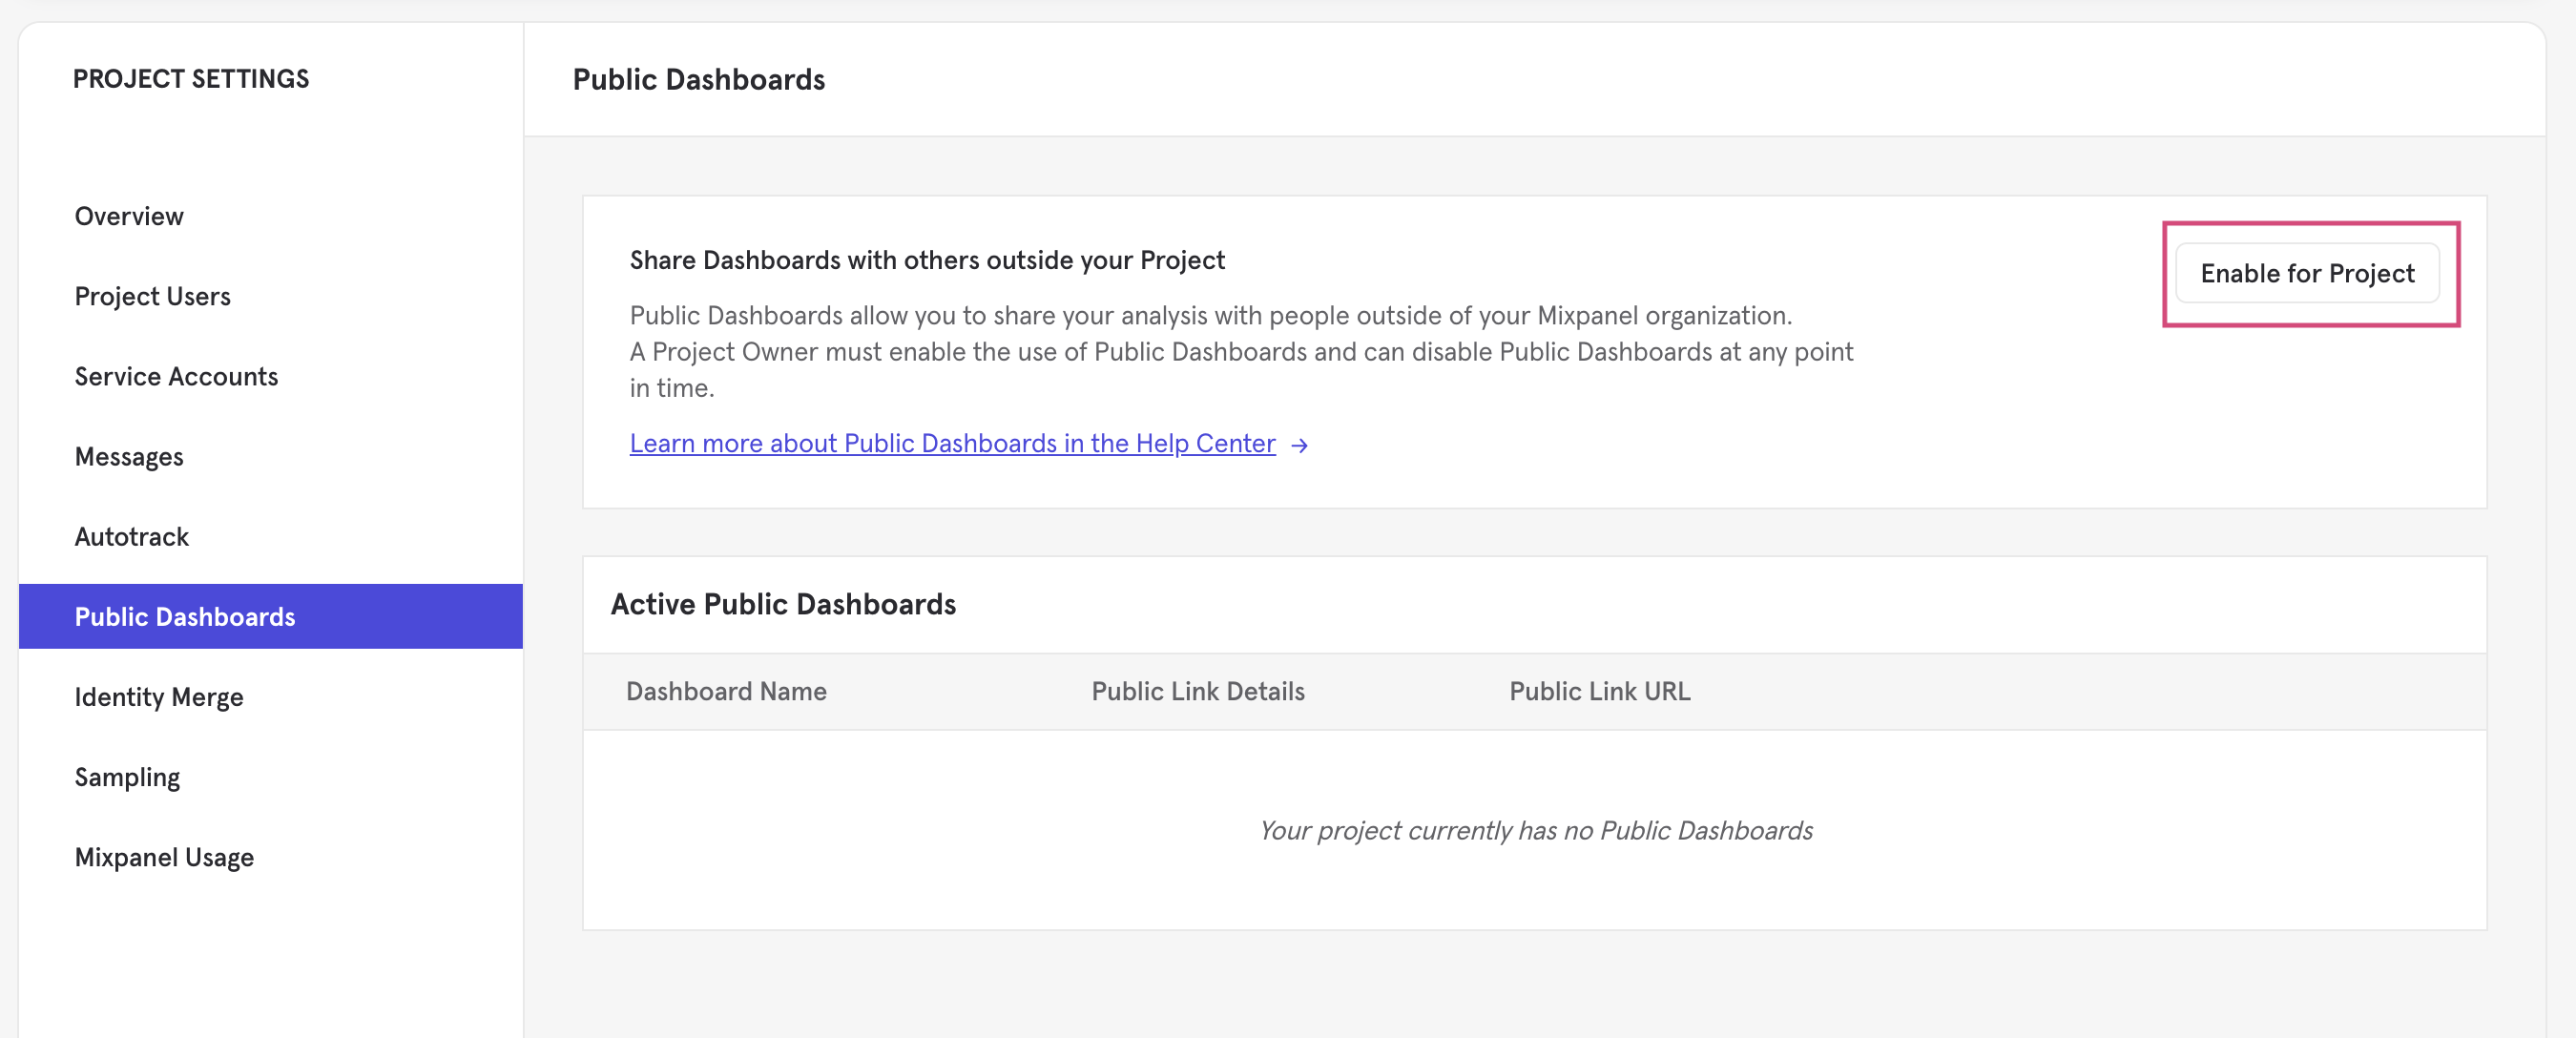 PROJECT SETTINGS
Overview
Project Users
Service Accounts
Messages
Autotrack
Public Dashboards
Identity Merge
Sampling
Mixpanel Usage
Public Dashboards
Share Dashboards with others outside your Project
Enable for Project
Public Dashboards allow you to share your analysis with people outside of your Mixpanel organization.
A Project Owner must enable the use of Public Dashboards and can disable Public Dashboards at any point
in time.
Learn more about Public Dashboards in the Help Center →
Active Public Dashboards
Dashboard Name Public Link Details Public Link URL
Your project currently has no Public Dashboards